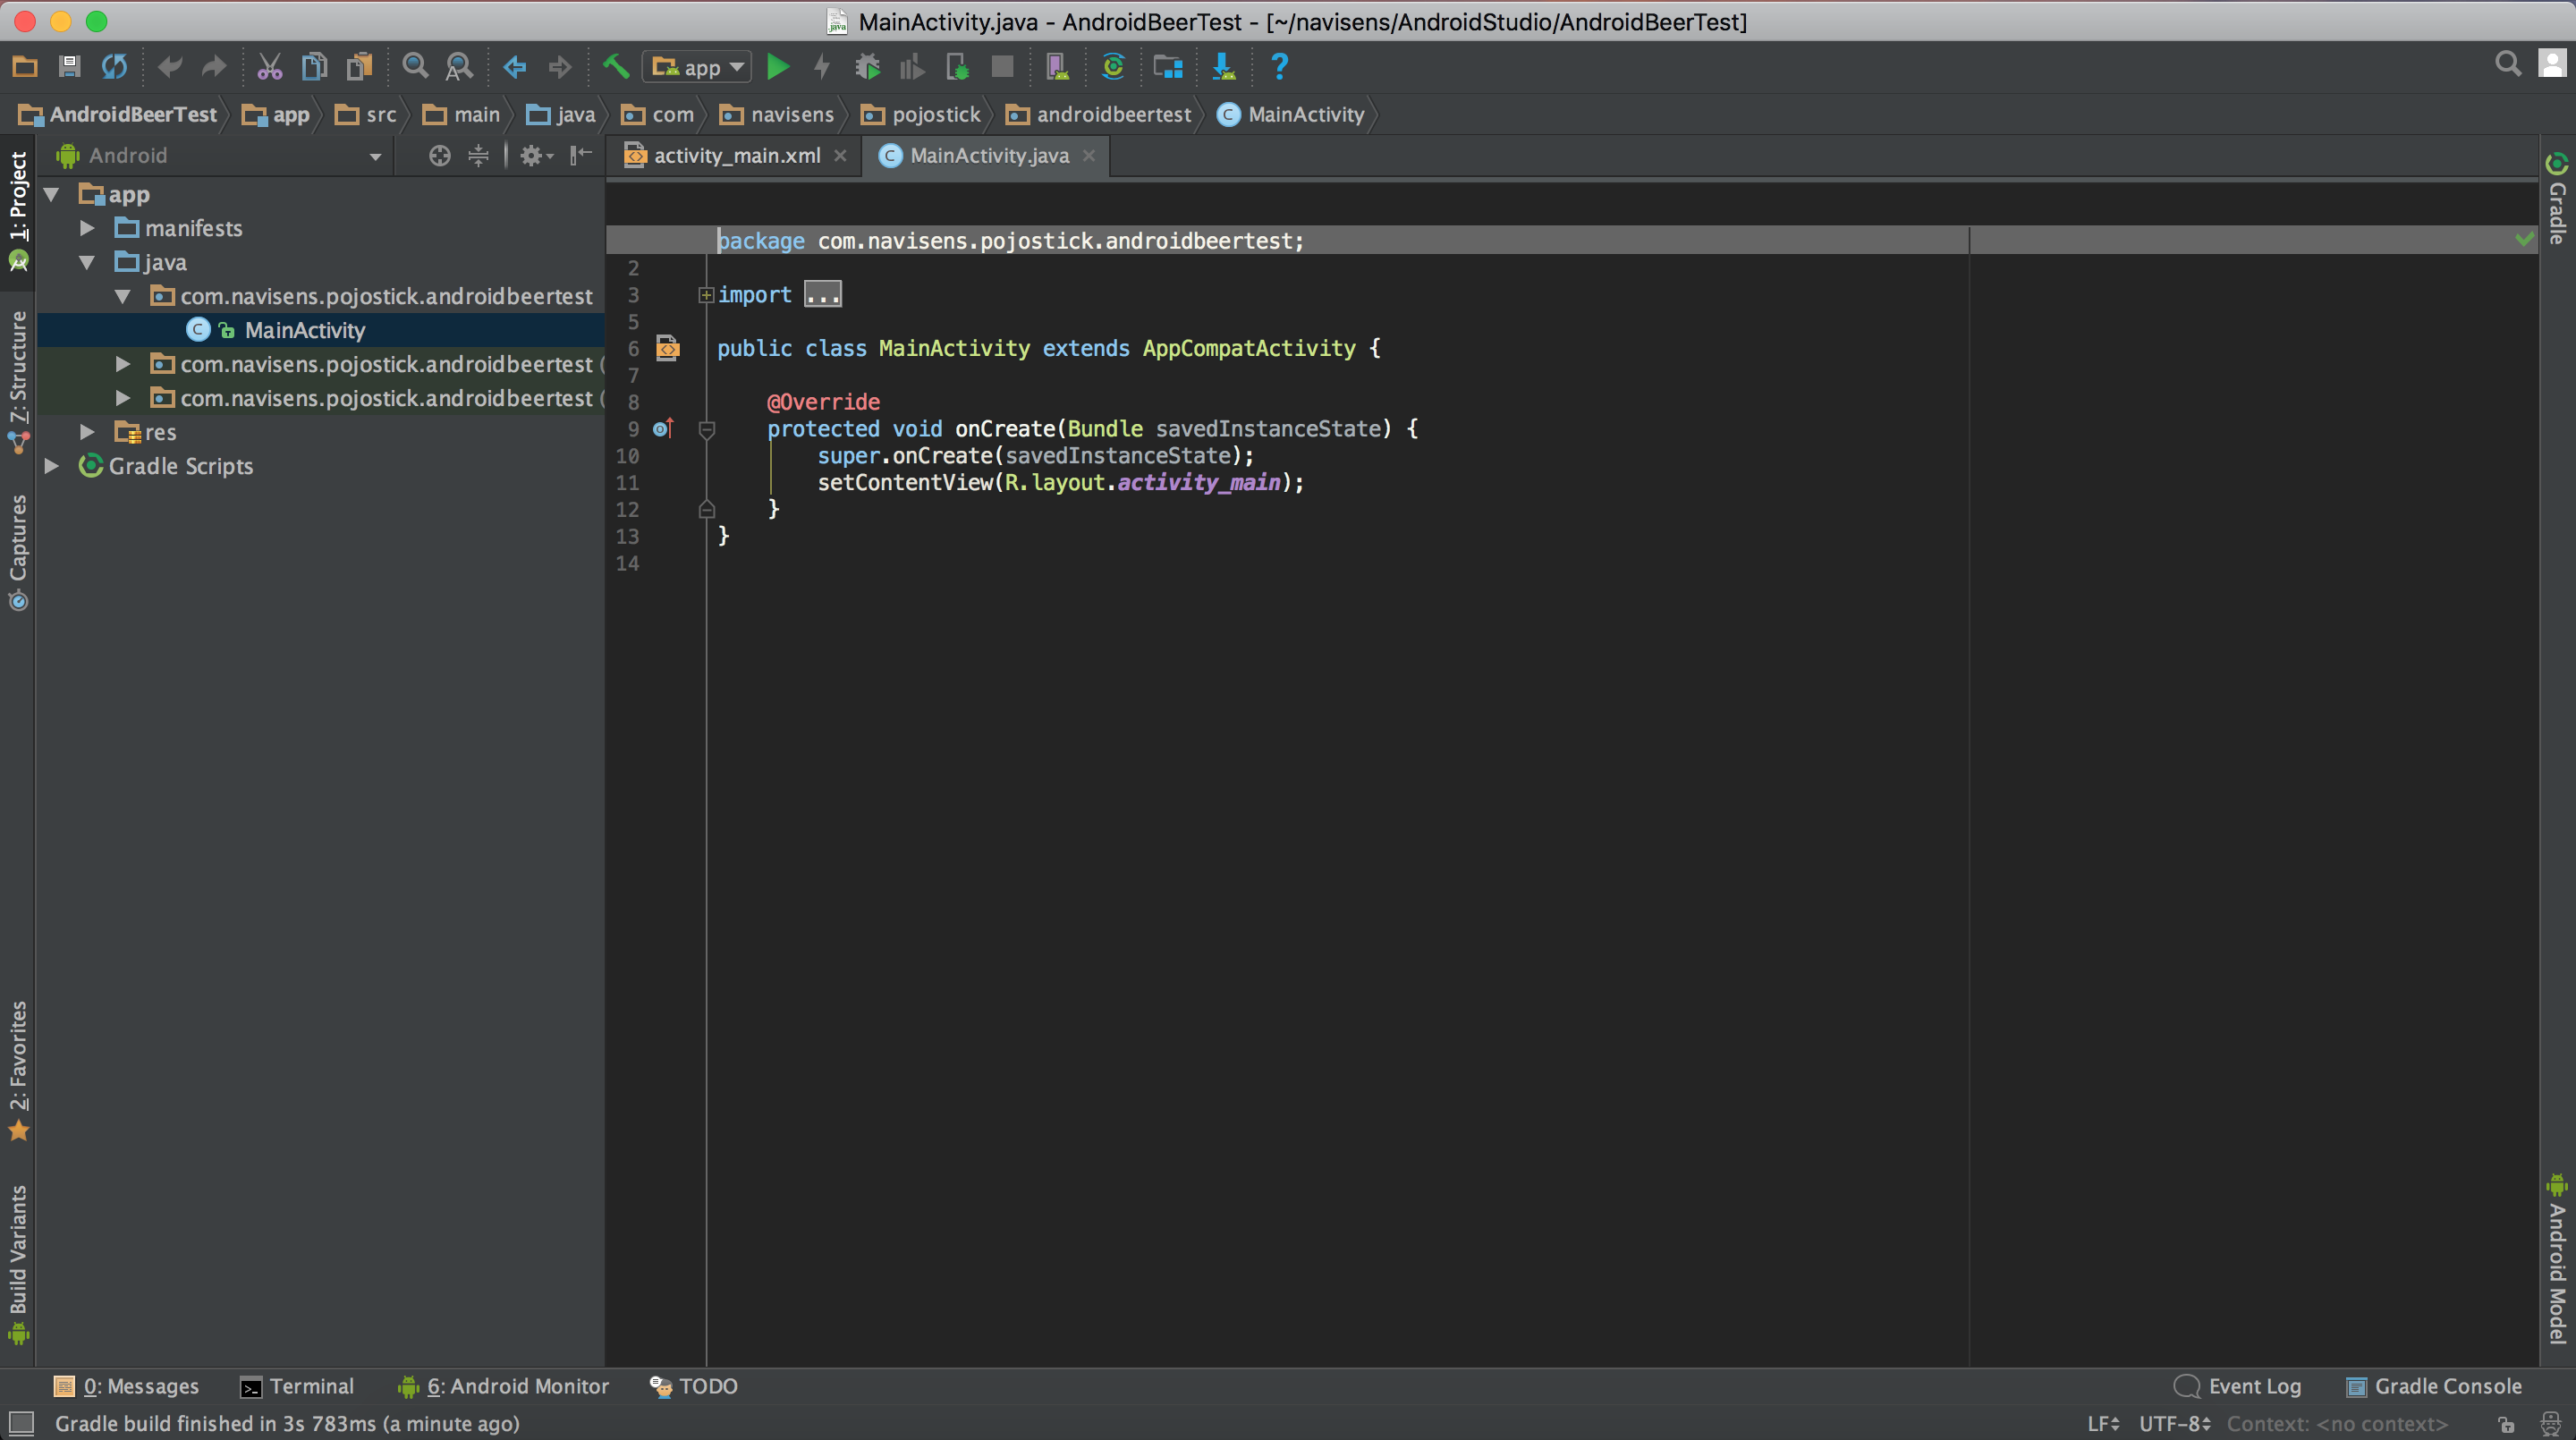 MainActivity.java - AndroidBeerTest - [~/navisens/AndroidStudio/AndroidBeerTest]
app
AndroidBeerTest app src main java com navisens pojostick androidbeertest MainActivity
Android
activity_main.xml
MainActivity.java
1: Project
7: Structure
Captures
2: Favorites
Build Variants
app
manifests
java
com.navisens.pojostick.androidbeertest
MainActivity
com.navisens.pojostick.androidbeertest (
com.navisens.pojostick.androidbeertest (
res
Gradle Scripts
package com.navisens.pojostick.androidbeertest;
2
3 import ...
5
6 public class MainActivity extends AppCompatActivity {
7
8 @Override
9 protected void onCreate(Bundle savedInstanceState) {
10 super.onCreate(savedInstanceState);
11 setContentView(R.layout.activity_main);
12 }
13 }
14
Gradle
Android Model
0: Messages Terminal 6: Android Monitor TODO Event Log Gradle Console
Gradle build finished in 3s 783ms (a minute ago) LF UTF-8 Context: <no context>